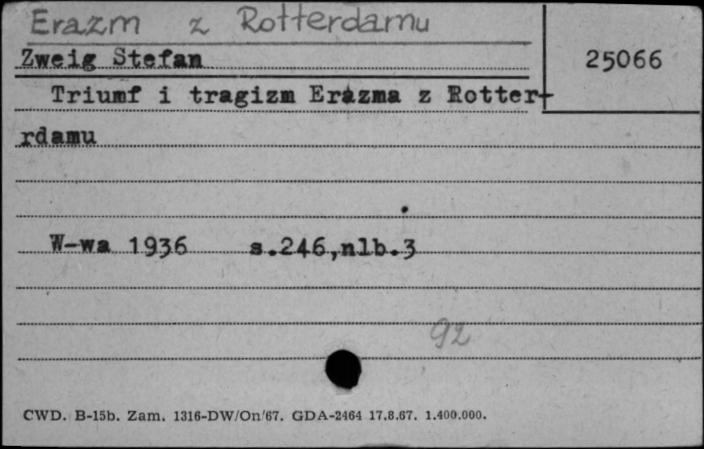 Erazm z Rotterdamu
Zweig Stefan
25066
Triumf i tragizm Erazma z Rotter-
rdamu
W-wa 1936 s.246,nlb.3
92
CWD. B-15b. Zam. 1316-DW/On/67. GDA-2464 17.8.67. 1.400.000.